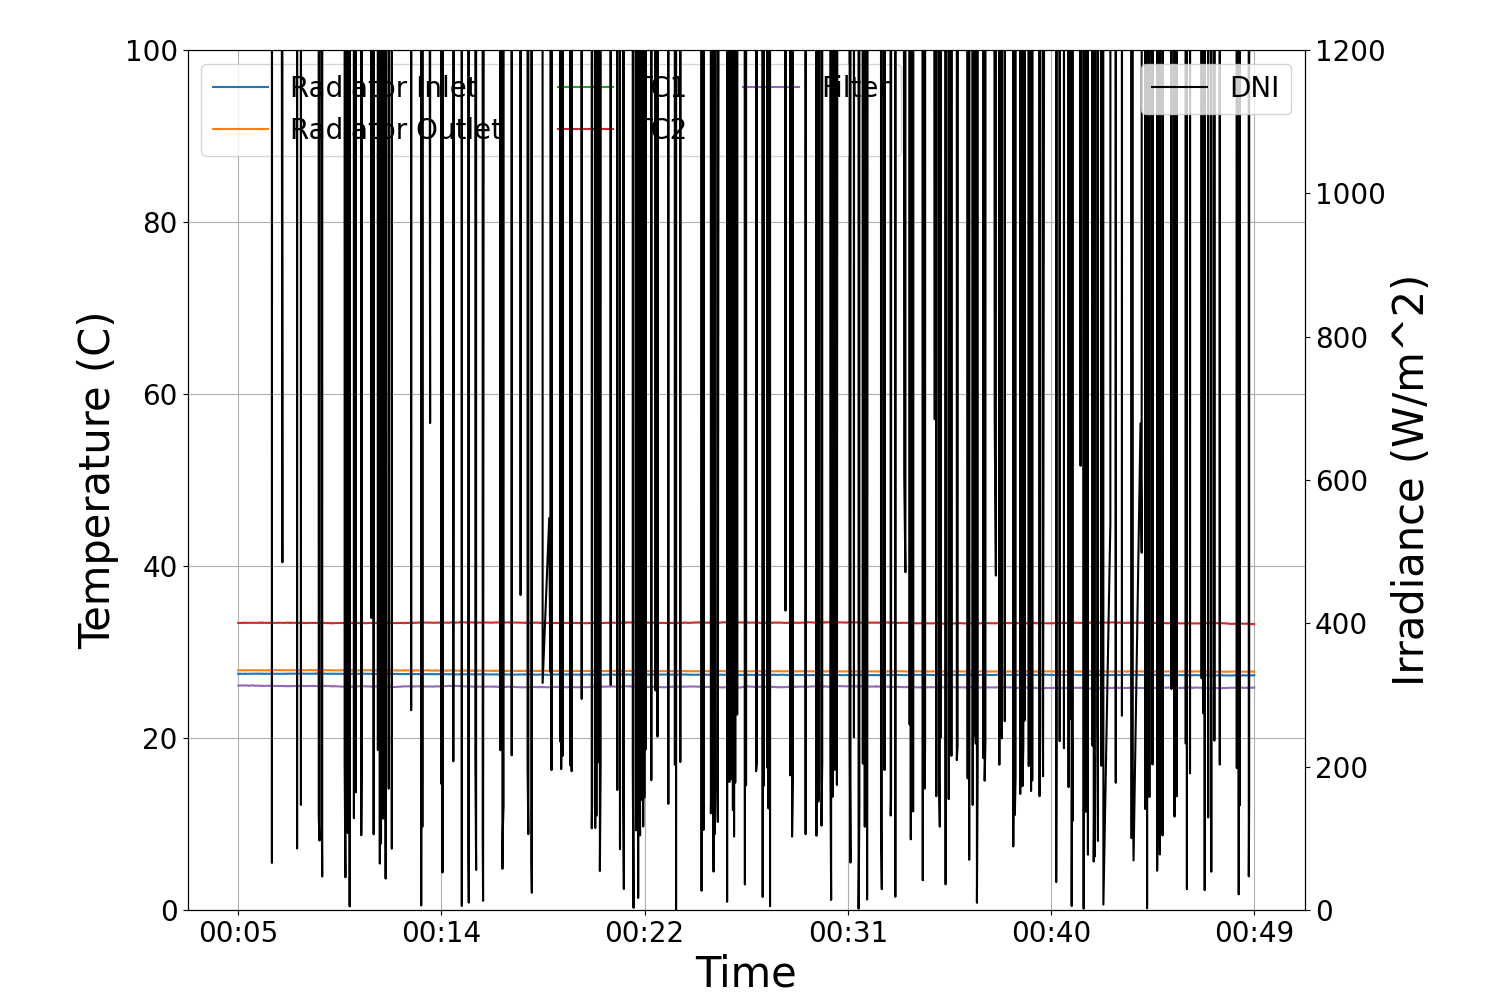 100
80
60
40
20
0
Temperature (C)
Radiator Inlet
Radiator Outlet
TC1
TC2
Filter
DNI
1200
1000
800
600
400
200
0
Irradiance (W/m^2)
00:05 00:14 00:22 00:31 00:40 00:49
Time